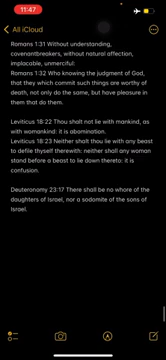 11:47
All iCloud
Romans 1:31 Without understanding,
covenantbreakers, without natural affection,
implacable, unmerciful:
Romans 1:32 Who knowing the judgment of God,
that they which commit such things are worthy of
death, not only do the same, but have pleasure in
them that do them.
Leviticus 18:22 Thou shalt not lie with mankind, as
with womankind: it is abomination.
Leviticus 18:23 Neither shalt thou lie with any beast
to defile thyself therewith: neither shall any woman
stand before a beast to lie down thereto: it is
confusion.
Deuteronomy 23:17 There shall be no whore of the
daughters of Israel, nor a sodomite of the sons of
Israel.